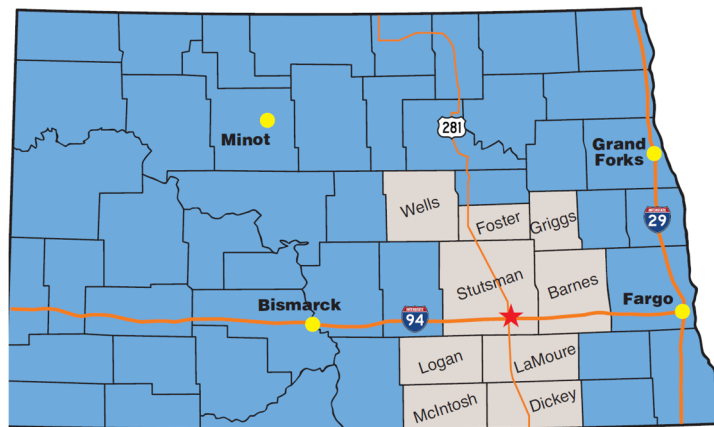 281
Minot
Grand
Forks
Wells
Foster
Griggs
29
Stutsman
Barnes
Bismarck
94
Fargo
Logan
LaMoure
McIntosh
Dickey